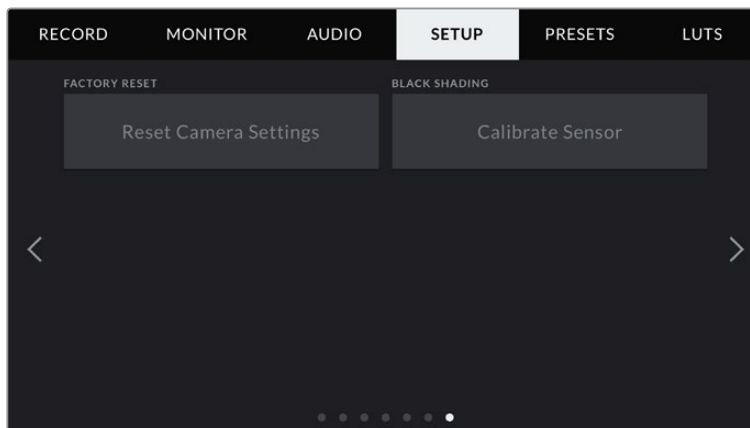 RECORD MONITOR AUDIO SETUP PRESETS LUTS
FACTORY RESET BLACK SHADING
Reset Camera Settings Calibrate Sensor